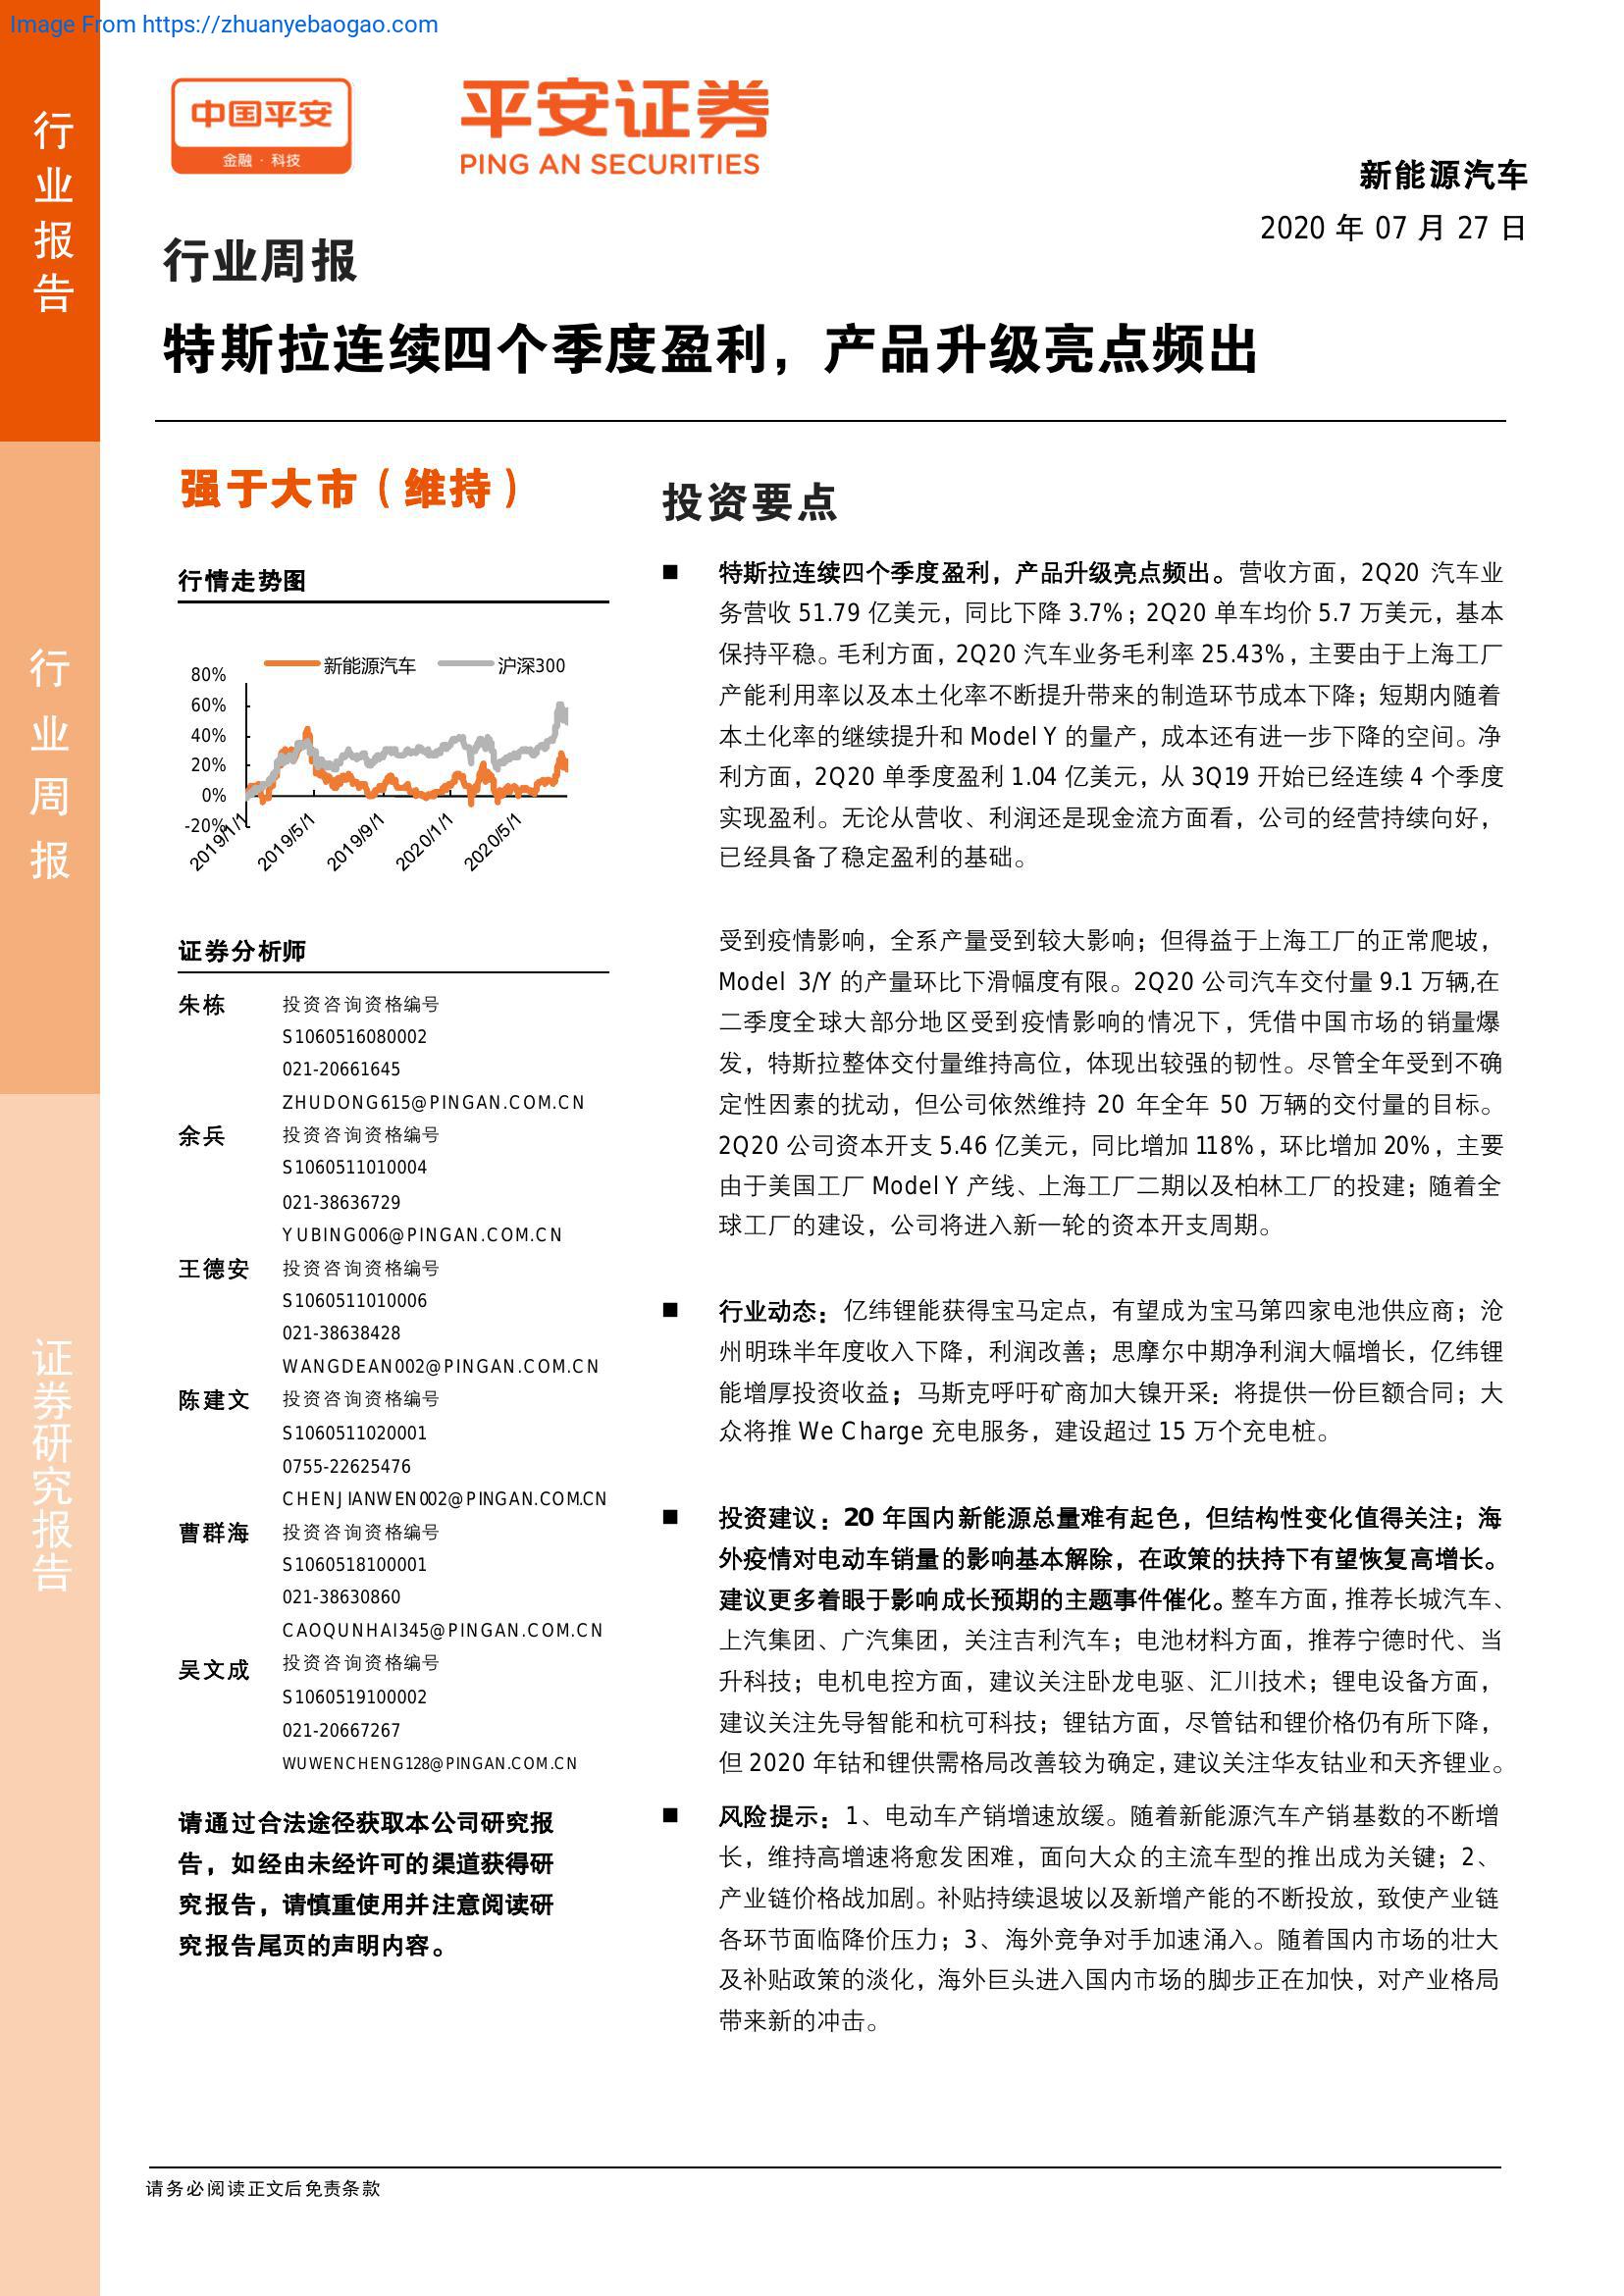 Image From https://zhuanyebaogao.com
行业报告
行业周报
证券研究报告
中国平安
金融·科技
平安证券
PING AN SECURITIES
新能源汽车
2020 年 07 月 27 日
行业周报
特斯拉连续四个季度盈利，产品升级亮点频出
强于大市（维持）
行情走势图
新能源汽车 沪深300
80%
60%
40%
20%
0%
-20%
2019/1/1 2019/5/1 2019/9/1 2020/1/1 2020/5/1
证券分析师
朱栋 投资咨询资格编号
S1060516080002
021-20661645
ZHUDONG615@PINGAN.COM.CN
余兵 投资咨询资格编号
S1060511010004
021-38636729
YUBING006@PINGAN.COM.CN
王德安 投资咨询资格编号
S1060511010006
021-38638428
WANGDEAN002@PINGAN.COM.CN
陈建文 投资咨询资格编号
S1060511020001
0755-22625476
CHENJIANWEN002@PINGAN.COM.CN
曹群海 投资咨询资格编号
S1060518100001
021-38630860
CAOQUNHAI345@PINGAN.COM.CN
吴文成 投资咨询资格编号
S1060519100002
021-20667267
WUWENCHENG128@PINGAN.COM.CN
请通过合法途径获取本公司研究报
告，如经由未经许可的渠道获得研
究报告，请慎重使用并注意阅读研
究报告尾页的声明内容。
投资要点
■ 特斯拉连续四个季度盈利，产品升级亮点频出。营收方面，2Q20 汽车业
务营收 51.79 亿美元，同比下降 3.7%；2Q20 单车均价 5.7 万美元，基本
保持平稳。毛利方面，2Q20 汽车业务毛利率 25.43%，主要由于上海工厂
产能利用率以及本土化率不断提升带来的制造环节成本下降；短期内随着
本土化率的继续提升和 Model Y 的量产，成本还有进一步下降的空间。净
利方面，2Q20 单季度盈利 1.04 亿美元，从 3Q19 开始已经连续 4 个季度
实现盈利。无论从营收、利润还是现金流方面看，公司的经营持续向好，
已经具备了稳定盈利的基础。
受到疫情影响，全系产量受到较大影响；但得益于上海工厂的正常爬坡，
Model 3/Y 的产量环比下滑幅度有限。2Q20 公司汽车交付量 9.1 万辆,在
二季度全球大部分地区受到疫情影响的情况下，凭借中国市场的销量爆
发，特斯拉整体交付量维持高位，体现出较强的韧性。尽管全年受到不确
定性因素的扰动，但公司依然维持 20 年全年 50 万辆的交付量的目标。
2Q20 公司资本开支 5.46 亿美元，同比增加 118%，环比增加 20%，主要
由于美国工厂 Model Y 产线、上海工厂二期以及柏林工厂的投建；随着全
球工厂的建设，公司将进入新一轮的资本开支周期。
■ 行业动态：亿纬锂能获得宝马定点，有望成为宝马第四家电池供应商；沧
州明珠半年度收入下降，利润改善；思摩尔中期净利润大幅增长，亿纬锂
能增厚投资收益；马斯克呼吁矿商加大镍开采：将提供一份巨额合同；大
众将推 We Charge 充电服务，建设超过 15 万个充电桩。
■ 投资建议：20 年国内新能源总量难有起色，但结构性变化值得关注；海
外疫情对电动车销量的影响基本解除，在政策的扶持下有望恢复高增长。
建议更多着眼于影响成长预期的主题事件催化。整车方面，推荐长城汽车、
上汽集团、广汽集团，关注吉利汽车；电池材料方面，推荐宁德时代、当
升科技；电机电控方面，建议关注卧龙电驱、汇川技术；锂电设备方面，
建议关注先导智能和杭可科技；锂钴方面，尽管钴和锂价格仍有所下降，
但 2020 年钴和锂供需格局改善较为确定，建议关注华友钴业和天齐锂业。
■ 风险提示：1、电动车产销增速放缓。随着新能源汽车产销基数的不断增
长，维持高增速将愈发困难，面向大众的主流车型的推出成为关键；2、
产业链价格战加剧。补贴持续退坡以及新增产能的不断投放，致使产业链
各环节面临降价压力；3、海外竞争对手加速涌入。随着国内市场的壮大
及补贴政策的淡化，海外巨头进入国内市场的脚步正在加快，对产业格局
带来新的冲击。
请务必阅读正文后免责条款